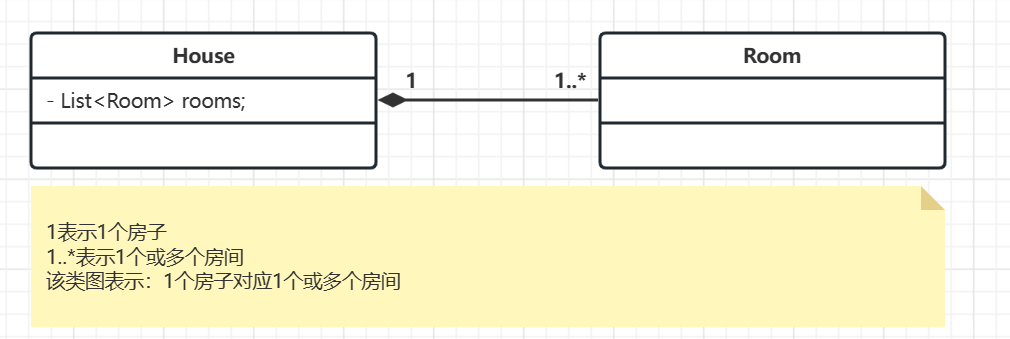 House
Room
- List<Room> rooms;
1
1..*
1表示1个房子
1..*表示1个或多个房间
该类图表示：1个房子对应1个或多个房间